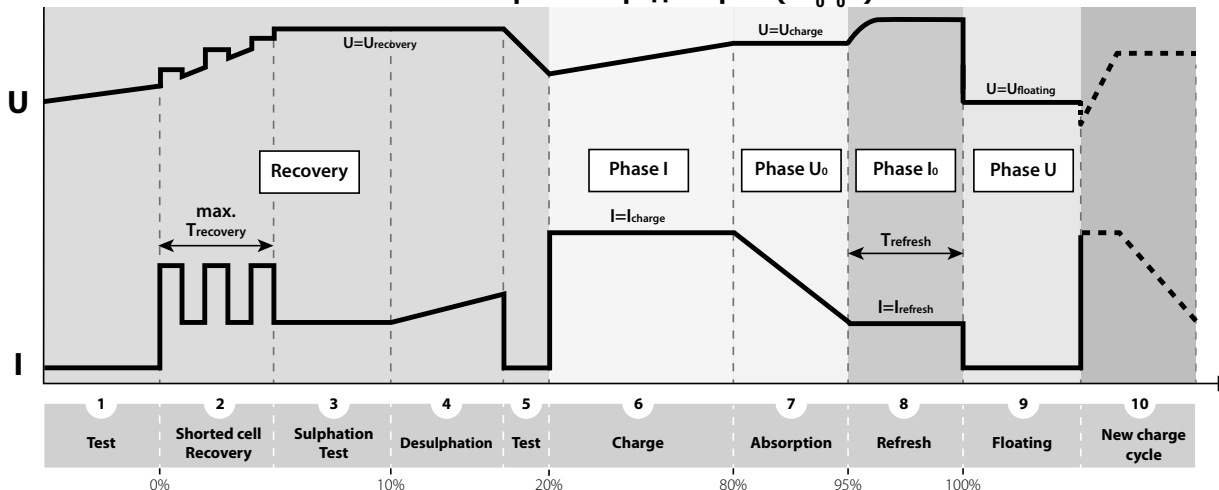 U
U=Urecovery
U=Ucharge
U=Ufloating
Recovery
Phase I
Phase U₀
Phase I₀
Phase U
max.
Trecovery
I=Icharge
Trefresh
I=Irefresh
I
1
2
3
4
5
6
7
8
9
10
Test
Shorted cell
Recovery
Sulphation
Test
Desulphation
Test
Charge
Absorption
Refresh
Floating
New charge
cycle
0%
10%
20%
80%
95%
100%